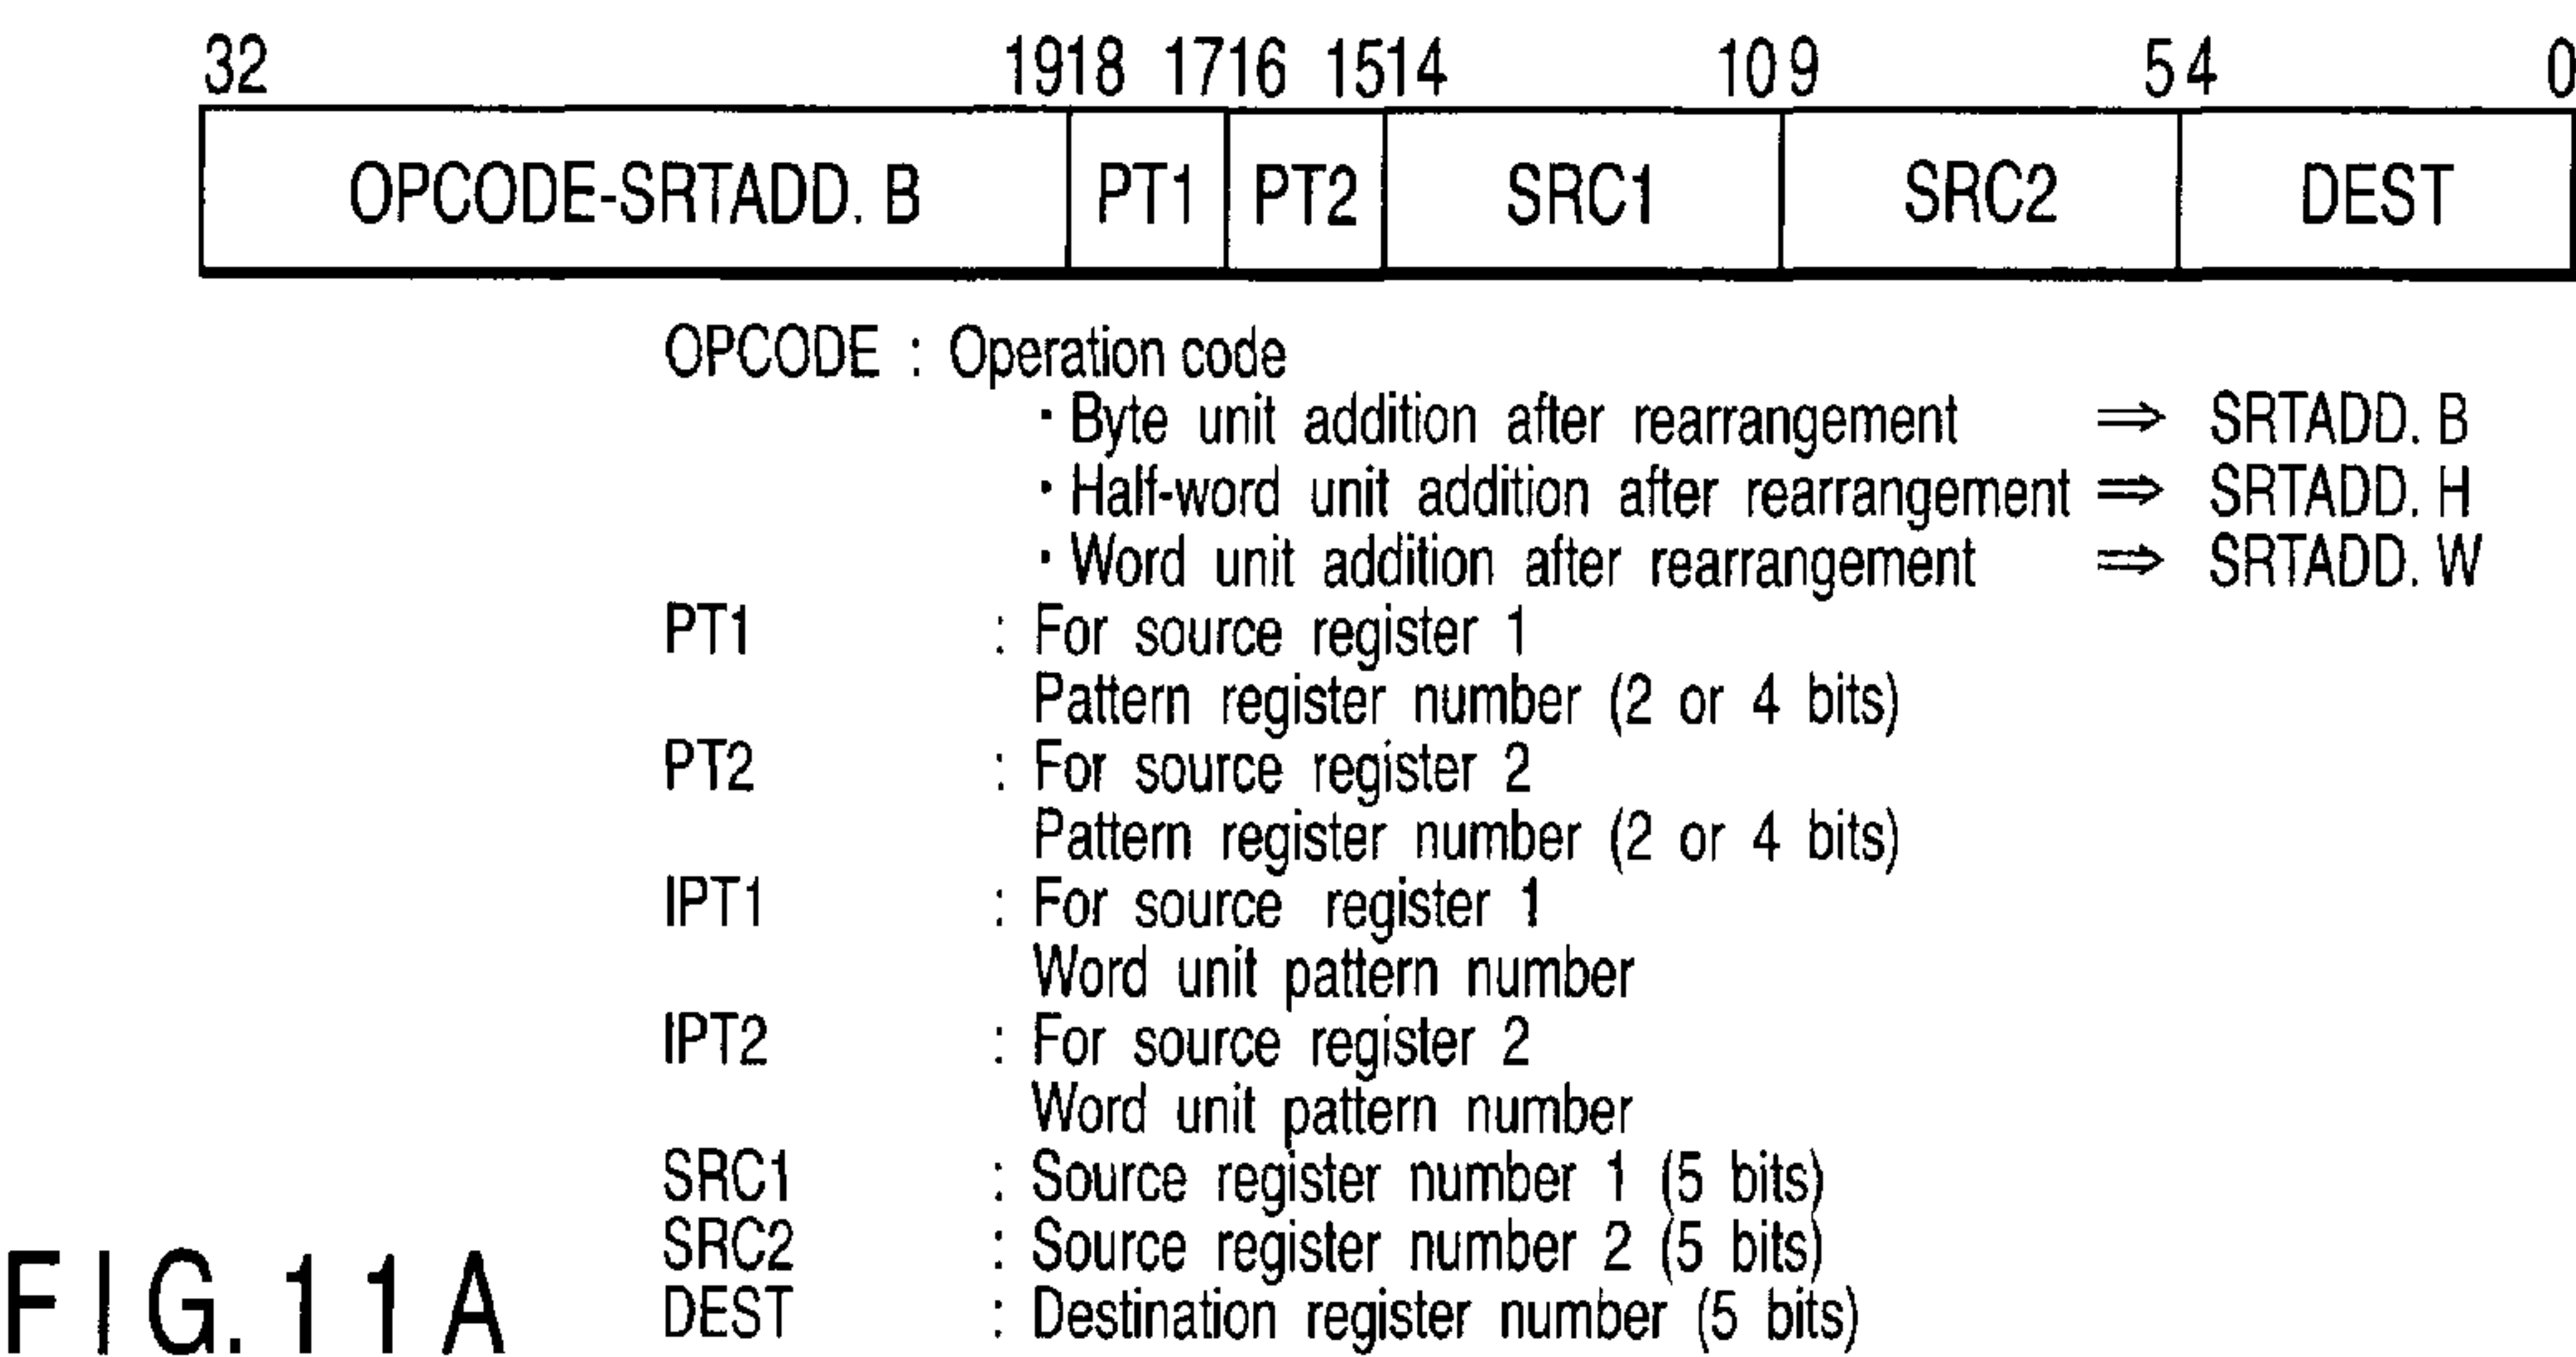 32 1918 1716 1514 109 54 0
OPCODE-SRTADD. B PT1 PT2 SRC1 SRC2 DEST
OPCODE : Operation code
・Byte unit addition after rearrangement ⇒ SRTADD. B
・Half-word unit addition after rearrangement ⇒ SRTADD. H
・Word unit addition after rearrangement ⇒ SRTADD. W
PT1 : For source register 1
Pattern register number (2 or 4 bits)
PT2 : For source register 2
Pattern register number (2 or 4 bits)
IPT1 : For source register 1
Word unit pattern number
IPT2 : For source register 2
Word unit pattern number
SRC1 : Source register number 1 (5 bits)
SRC2 : Source register number 2 (5 bits)
DEST : Destination register number (5 bits)
FIG. 11A